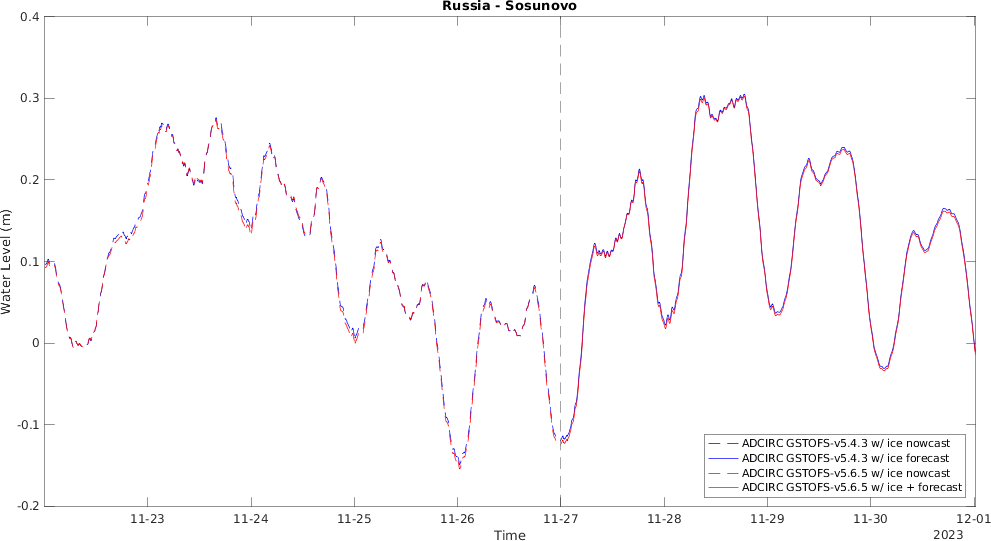 Russia - Sosunovo
Water Level (m)
0.4
0.3
0.2
0.1
0
-0.1
-0.2
11-23
11-24
11-25
11-26
11-27
11-28
11-29
11-30
12-01
2023
Time
ADCIRC GSTOFS-v5.4.3 w/ ice nowcast
ADCIRC GSTOFS-v5.4.3 w/ ice forecast
ADCIRC GSTOFS-v5.6.5 w/ ice nowcast
ADCIRC GSTOFS-v5.6.5 w/ ice + forecast